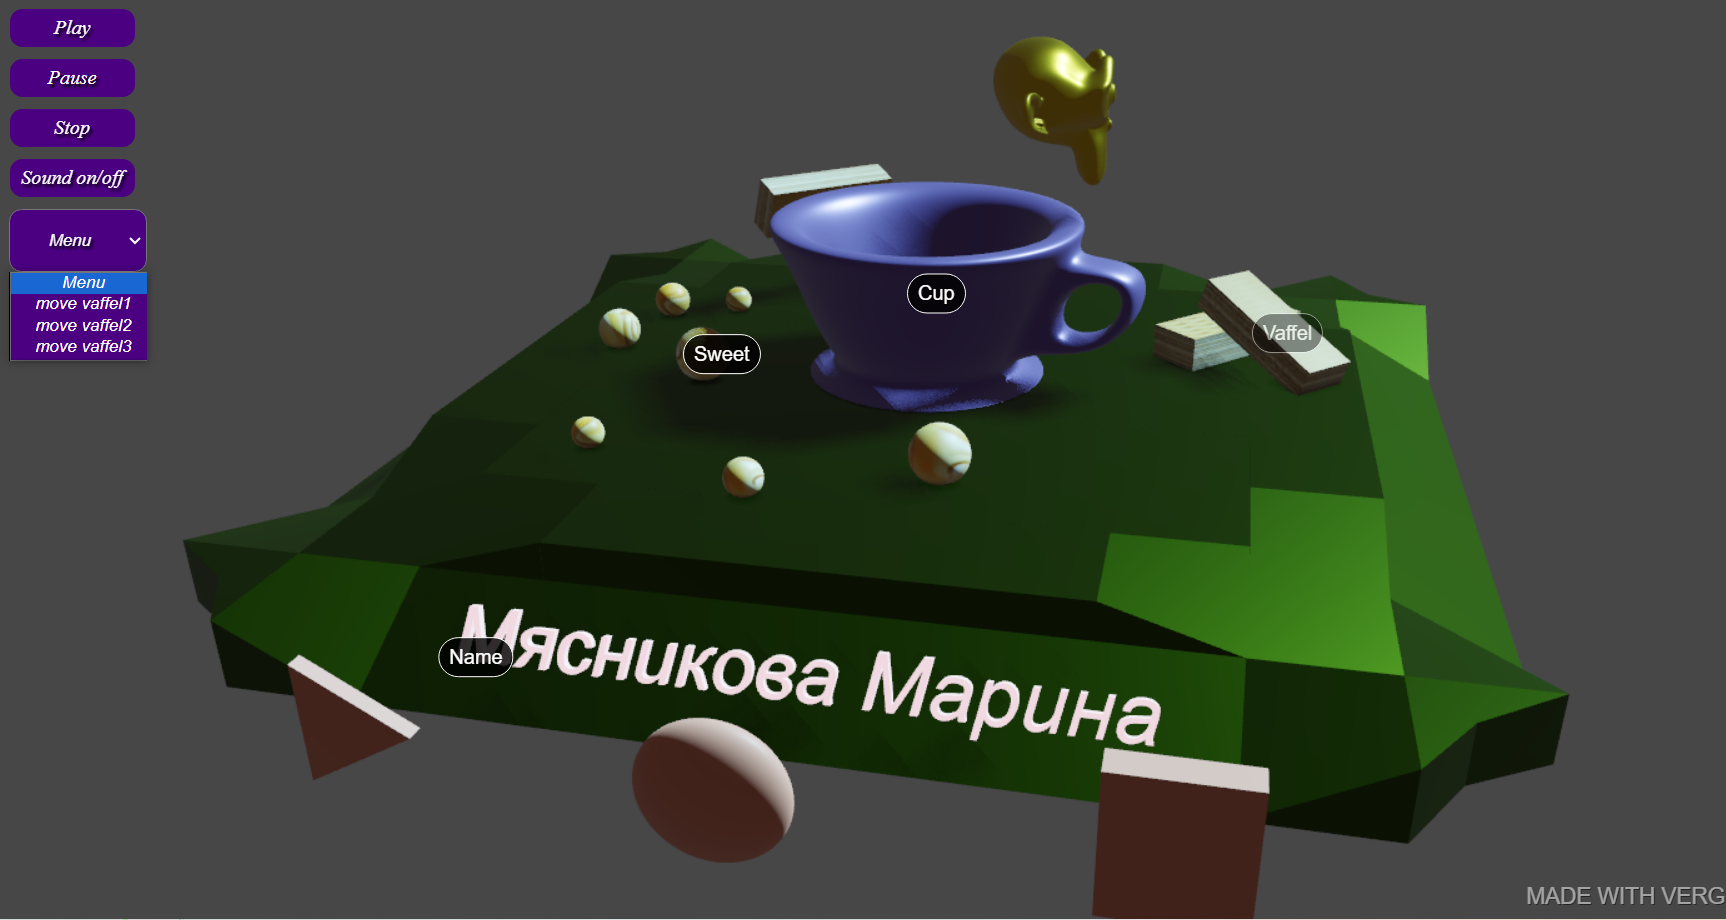 Play
Pause
Stop
Sound on/off
Menu
Menu
move vaffel1
move vaffel2
move vaffel3
Cup
Vaffel
Sweet
Name
Мясникова Марина
MADE WITH VERG